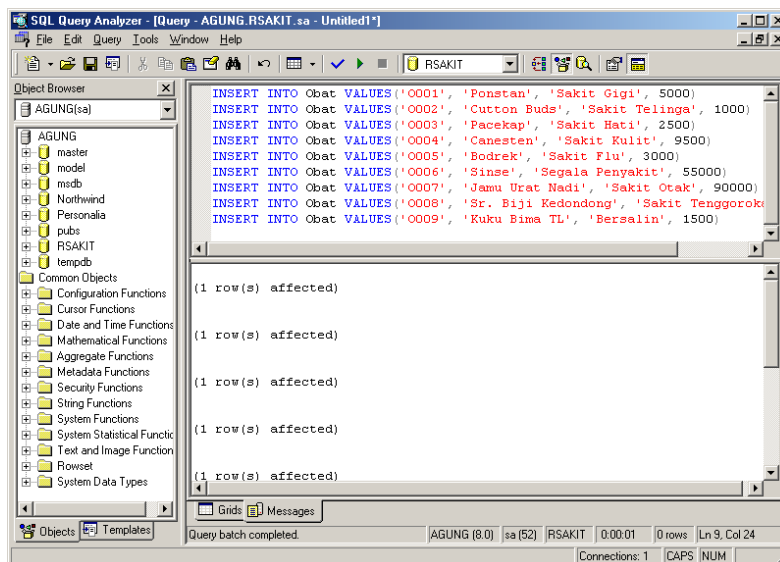 SQL Query Analyzer - [Query - AGUNG.RSAKIT.sa - Untitled1*]
File Edit Query Tools Window Help
RSAKIT
Object Browser
AGUNG(sa)
AGUNG
master
model
msdb
Northwind
Personalia
pubs
RSAKIT
tempdb
Common Objects
Configuration Functions
Cursor Functions
Date and Time Functions
Mathematical Functions
Aggregate Functions
Metadata Functions
Security Functions
String Functions
System Functions
System Statistical Functic
Text and Image Function
Rowset
System Data Types
Objects Templates
INSERT INTO Obat VALUES('O001', 'Ponstan', 'Sakit Gigi', 5000)
INSERT INTO Obat VALUES('O002', 'Cutton Buds', 'Sakit Telinga', 1000)
INSERT INTO Obat VALUES('O003', 'Pacekap', 'Sakit Hati', 2500)
INSERT INTO Obat VALUES('O004', 'Canesten', 'Sakit Kulit', 9500)
INSERT INTO Obat VALUES('O005', 'Bodrek', 'Sakit Flu', 3000)
INSERT INTO Obat VALUES('O006', 'Sinse', 'Segala Penyakit', 55000)
INSERT INTO Obat VALUES('O007', 'Jamu Urat Nadi', 'Sakit Otak', 90000)
INSERT INTO Obat VALUES('O008', 'Sr. Biji Kedondong', 'Sakit Tenggoroka
INSERT INTO Obat VALUES('O009', 'Kuku Bima TL', 'Bersalin', 1500)
(1 row(s) affected)
(1 row(s) affected)
(1 row(s) affected)
(1 row(s) affected)
(1 row(s) affected)
Grids Messages
Query batch completed. AGUNG (8.0) sa (52) RSAKIT 0:00:01 0 rows Ln 9, Col 24
Connections: 1 CAPS NUM